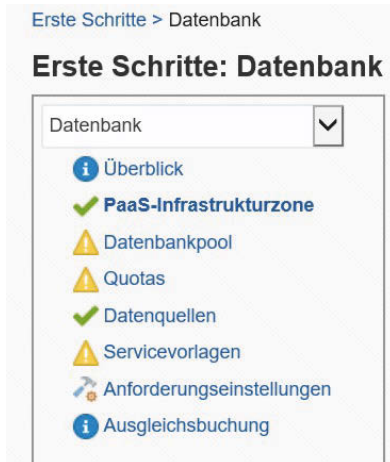 Erste Schritte > Datenbank
Erste Schritte: Datenbank
Datenbank
Überblick
PaaS-Infrastrukturzone
Datenbankpool
Quotas
Datenquellen
Servicevorlagen
Anforderungseinstellungen
Ausgleichsbuchung